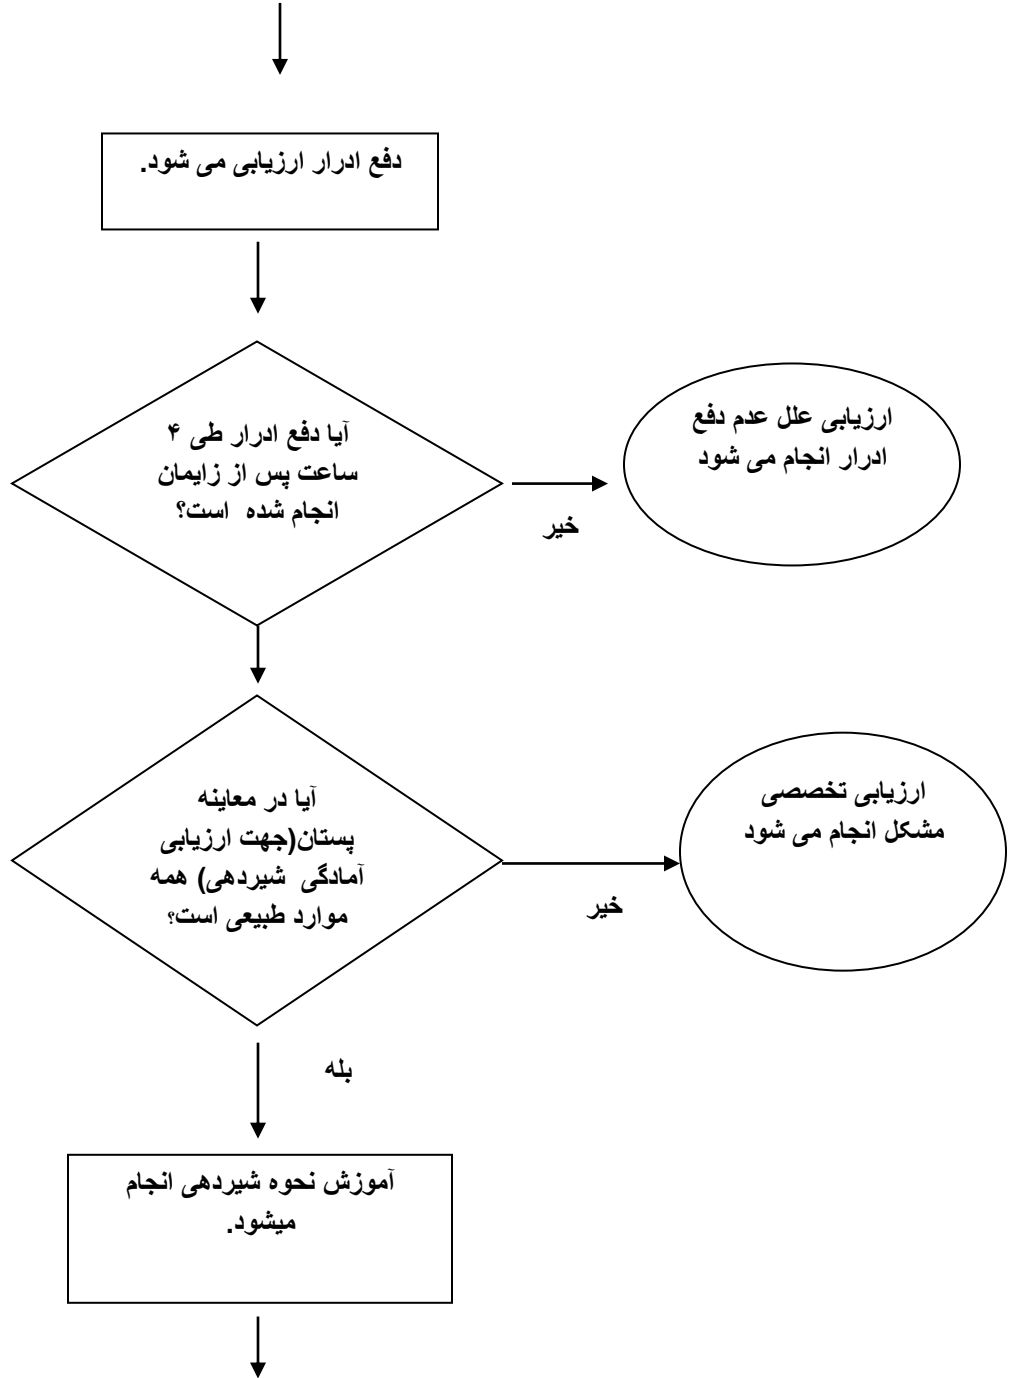 دفع ادرار ارزیابی می شود.
آیا دفع ادرار طی ۴
ساعت پس از زایمان
انجام شده  است؟
ارزیابی علل عدم دفع
ادرار انجام می شود
خیر
آیا در معاینه
پستان(جهت ارزیابی
آمادگی  شیردهی) همه
موارد طبیعی است؟
ارزیابی تخصصی
مشکل انجام می شود
خیر
بله
آموزش نحوه شیردهی انجام
میشود.